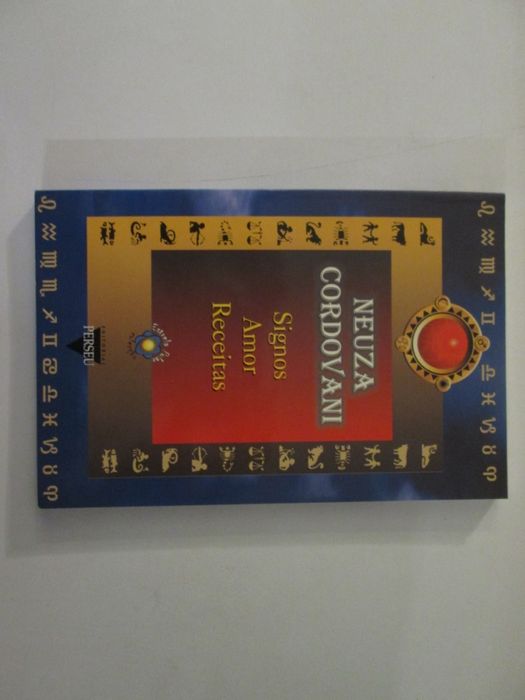 NEUZA
CORDOVANI
Signos
Amor
Receitas
PERSEU